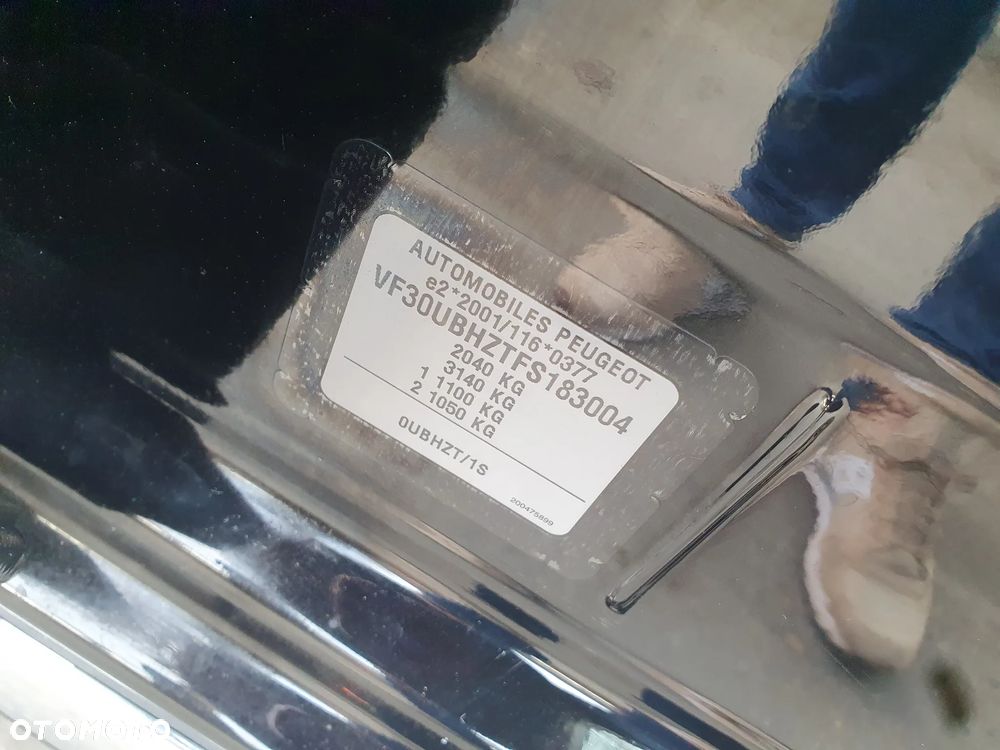 AUTOMOBILES PEUGEOT
e2*2001/116*0377
VF30UBHZTFS183004
2040 KG
3140 KG
1 1100 KG
2 1050 KG
0UBHZT/1S
200475899
OTOMOTO